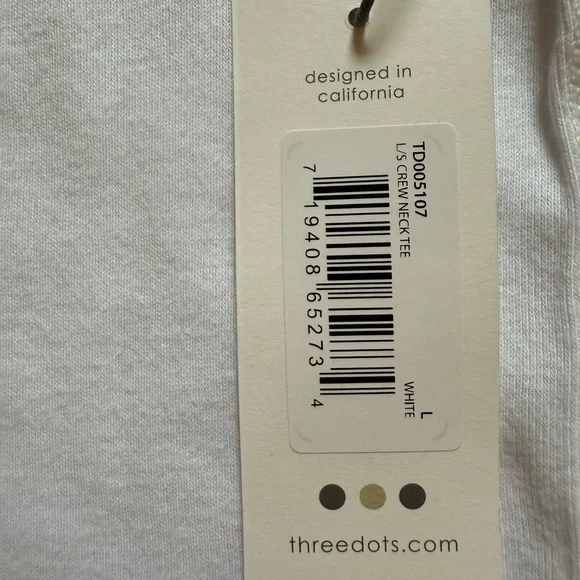 designed in
california
TD005107
L/S CREW NECK TEE
L
WHITE
7 19408 65273 4
threedots.com